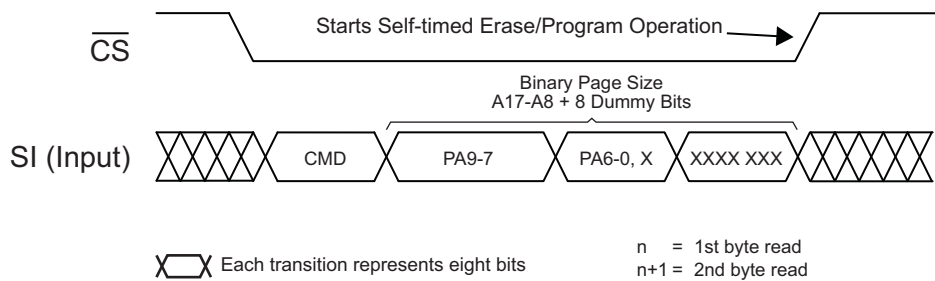 Starts Self-timed Erase/Program Operation
CS
Binary Page Size
A17-A8 + 8 Dummy Bits
SI (Input)
CMD
PA9-7
PA6-0, X
XXXX XXX
Each transition represents eight bits
n = 1st byte read
n+1 = 2nd byte read